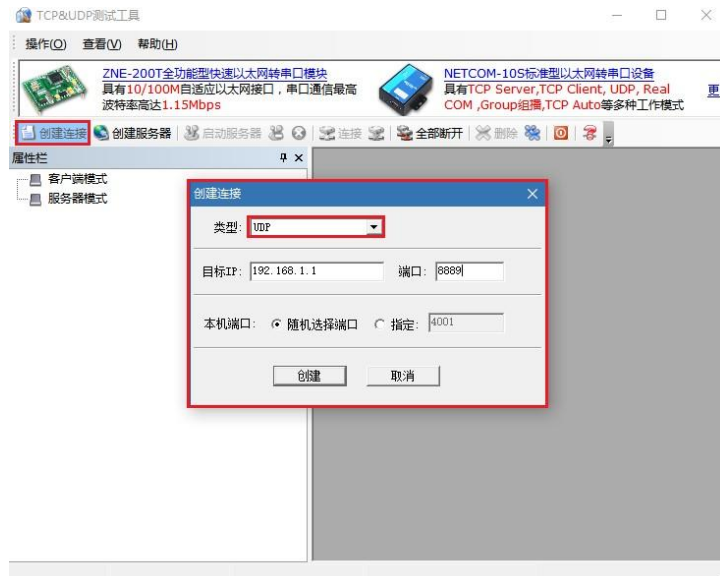 TCP&UDP测试工具
操作(O) 查看(V) 帮助(H)
ZNE-200T全功能型快速以太网转串口模块
具有10/100M自适应以太网接口，串口通信最高
波特率高达1.15Mbps
NETCOM-10S标准型以太网转串口设备
具有TCP Server,TCP Client, UDP, Real
COM ,Group组播,TCP Auto等多种工作模式
更
创建连接 创建服务器 启动服务器 连接 全部断开 删除
属性栏
客户端模式
服务器模式
创建连接
类型: UDP
目标IP: 192.168.1.1 端口: 8889
本机端口: 随机选择端口 指定: 4001
创建 取消